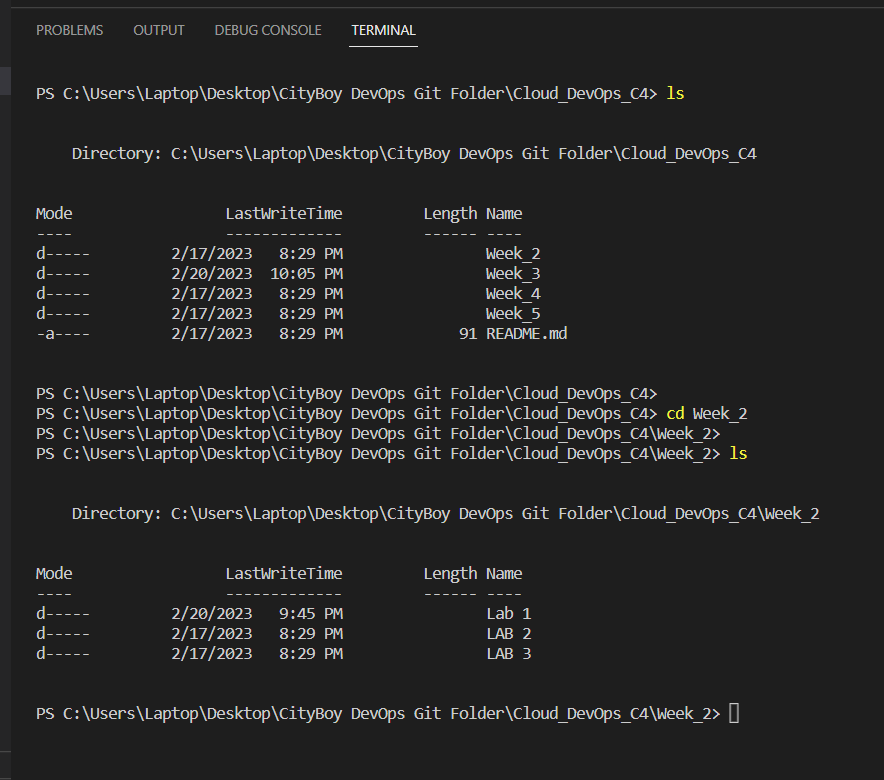 PROBLEMS OUTPUT DEBUG CONSOLE TERMINAL
PS C:\Users\Laptop\Desktop\CityBoy DevOps Git Folder\Cloud_DevOps_C4> ls
Directory: C:\Users\Laptop\Desktop\CityBoy DevOps Git Folder\Cloud_DevOps_C4
Mode LastWriteTime Length Name
---- ------------- ------ ----
d----- 2/17/2023 8:29 PM Week_2
d----- 2/20/2023 10:05 PM Week_3
d----- 2/17/2023 8:29 PM Week_4
d----- 2/17/2023 8:29 PM Week_5
-a---- 2/17/2023 8:29 PM 91 README.md
PS C:\Users\Laptop\Desktop\CityBoy DevOps Git Folder\Cloud_DevOps_C4>
PS C:\Users\Laptop\Desktop\CityBoy DevOps Git Folder\Cloud_DevOps_C4> cd Week_2
PS C:\Users\Laptop\Desktop\CityBoy DevOps Git Folder\Cloud_DevOps_C4\Week_2>
PS C:\Users\Laptop\Desktop\CityBoy DevOps Git Folder\Cloud_DevOps_C4\Week_2> ls
Directory: C:\Users\Laptop\Desktop\CityBoy DevOps Git Folder\Cloud_DevOps_C4\Week_2
Mode LastWriteTime Length Name
---- ------------- ------ ----
d----- 2/20/2023 9:45 PM Lab 1
d----- 2/17/2023 8:29 PM LAB 2
d----- 2/17/2023 8:29 PM LAB 3
PS C:\Users\Laptop\Desktop\CityBoy DevOps Git Folder\Cloud_DevOps_C4\Week_2>